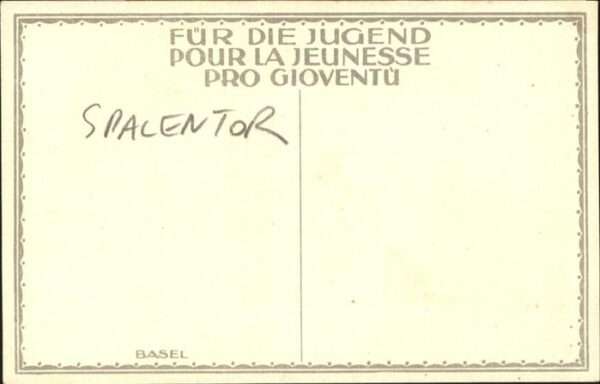 FÜR DIE JUGEND
POUR LA JEUNESSE
PRO GIOVENTÙ
SPALENTOR
BASEL